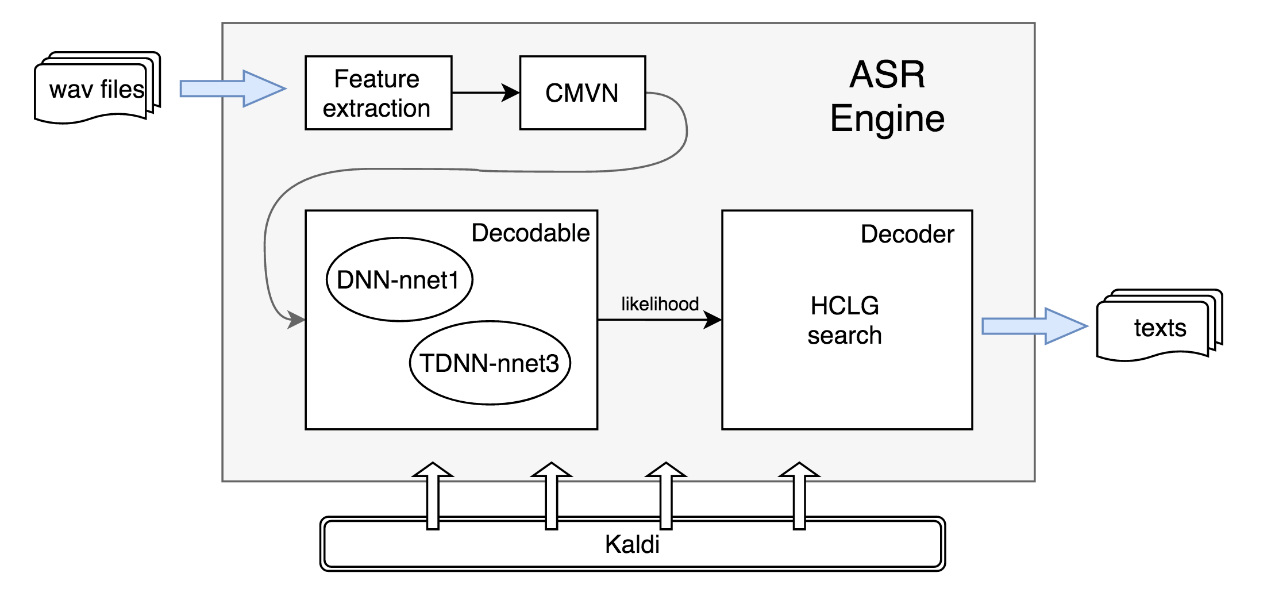 wav files
Feature
extraction
CMVN
ASR
Engine
Decodable
DNN-nnet1
TDNN-nnet3
likelihood
Decoder
HCLG
search
texts
Kaldi